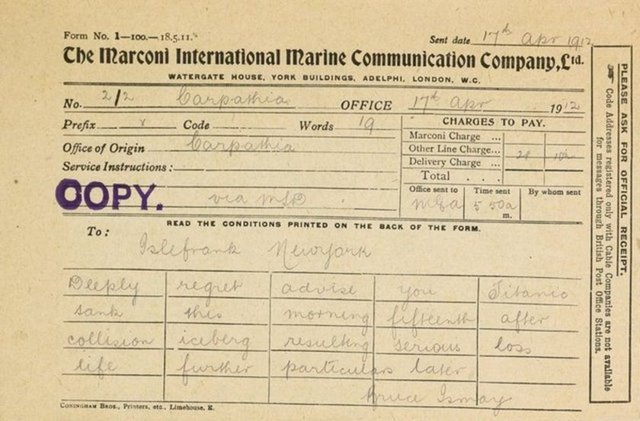 Form No. 1—100.—18.5.11.
Sent date 17th Apr 1912
The Marconi International Marine Communication Company, Ltd.
WATERGATE HOUSE, YORK BUILDINGS, ADELPHI, LONDON, W.C.
No. 2/2 Carpathia OFFICE 17th Apr 1912
Prefix Code Words 19
Office of Origin Carpathia
Service Instructions:
COPY. via MSD
CHARGES TO PAY.
Marconi Charge ...
Other Line Charge...
Delivery Charge ...
Total . . .
Office sent to Time sent By whom sent
MEA 5 50a
m.
READ THE CONDITIONS PRINTED ON THE BACK OF THE FORM.
To: Islefrank Newyork
Deeply regret advise you Titanic
sank this morning fifteenth after
collision iceberg resulting serious loss
life further particulars later
Bruce Ismay
CONINGHAM BROS., Printers, etc., Limehouse, E.
PLEASE ASK FOR OFFICIAL RECEIPT.
☞ Code Addresses registered only with Cable Companies are not available
for messages through British Post Office Stations.